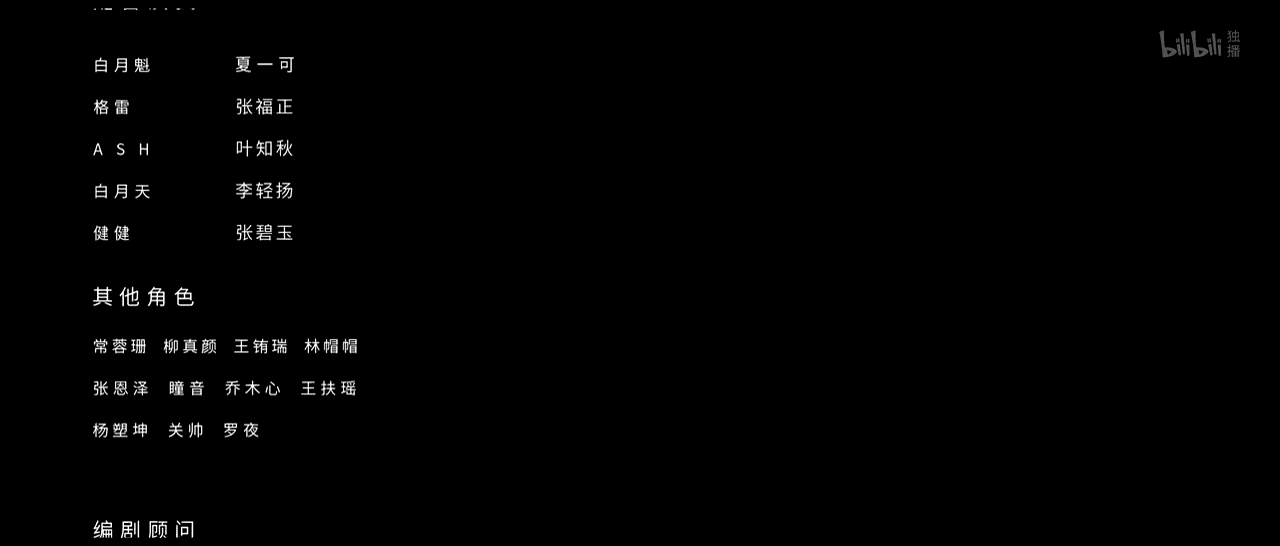 白月魁 夏一可
格雷 张福正
ASH 叶知秋
白月天 李轻扬
健健 张碧玉
其他角色
常蓉珊 柳真颜 王铕瑞 林帽帽
张恩泽 瞳音 乔木心 王扶瑶
杨塑坤 关帅 罗夜
编剧顾问
bilibili 独播